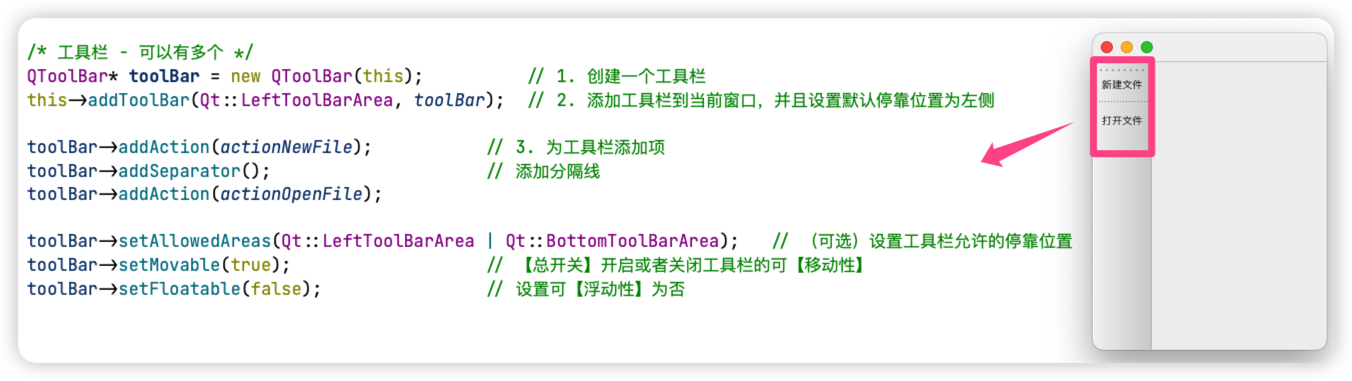 /* 工具栏 - 可以有多个 */
QToolBar* toolBar = new QToolBar(this); // 1. 创建一个工具栏
this->addToolBar(Qt::LeftToolBarArea, toolBar); // 2. 添加工具栏到当前窗口，并且设置默认停靠位置为左侧
toolBar->addAction(actionNewFile); // 3. 为工具栏添加项
toolBar->addSeparator(); // 添加分隔线
toolBar->addAction(actionOpenFile);
toolBar->setAllowedAreas(Qt::LeftToolBarArea | Qt::BottomToolBarArea); // （可选）设置工具栏允许的停靠位置
toolBar->setMovable(true); // 【总开关】开启或者关闭工具栏的可【移动性】
toolBar->setFloatable(false); // 设置可【浮动性】为否
新建文件
打开文件